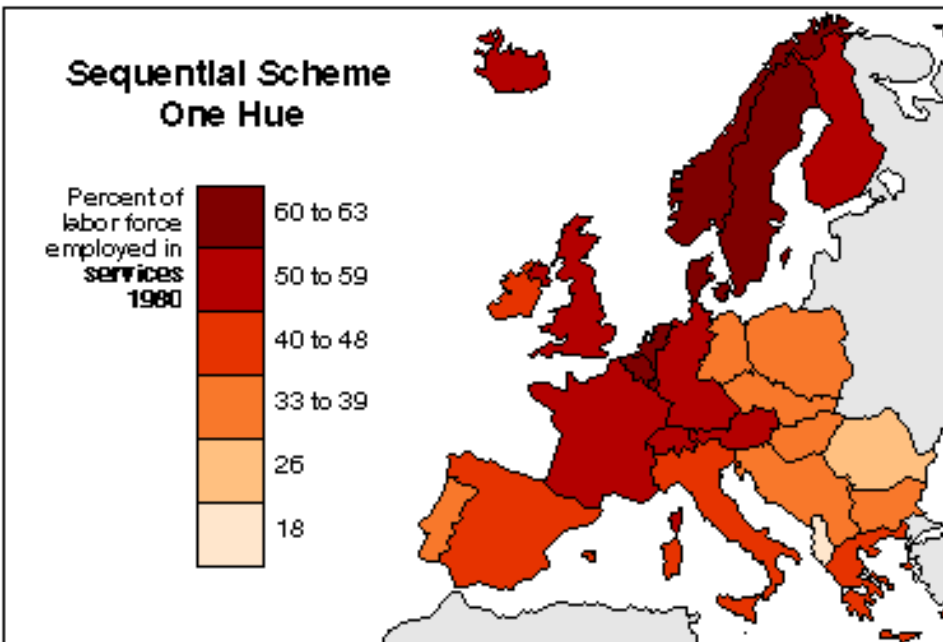 Sequential Scheme
One Hue
Percent of
labor force
employed in
services
1980
60 to 63
50 to 59
40 to 48
33 to 39
26
18